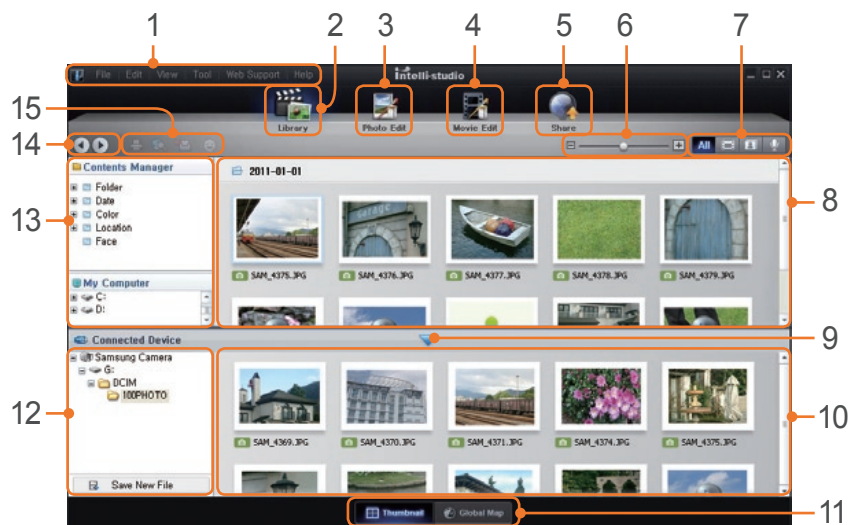 1 2 3 4 5 6 7
File Edit View Tool Web Support Help
intelli-studio
Library Photo Edit Movie Edit Share
15
14
All
Contents Manager
2011-01-01
Folder
Date
Color
Location
Face
13
8
SAM_4375.JPG SAM_4376.JPG SAM_4377.JPG SAM_4378.JPG SAM_4379.JPG
My Computer
C:
D:
Connected Device
9
Samsung Camera
G:
DCIM
100PHOTO
12
10
SAM_4369.JPG SAM_4370.JPG SAM_4371.JPG SAM_4374.JPG SAM_4375.JPG
Save New File
Thumbnail Global Map
11